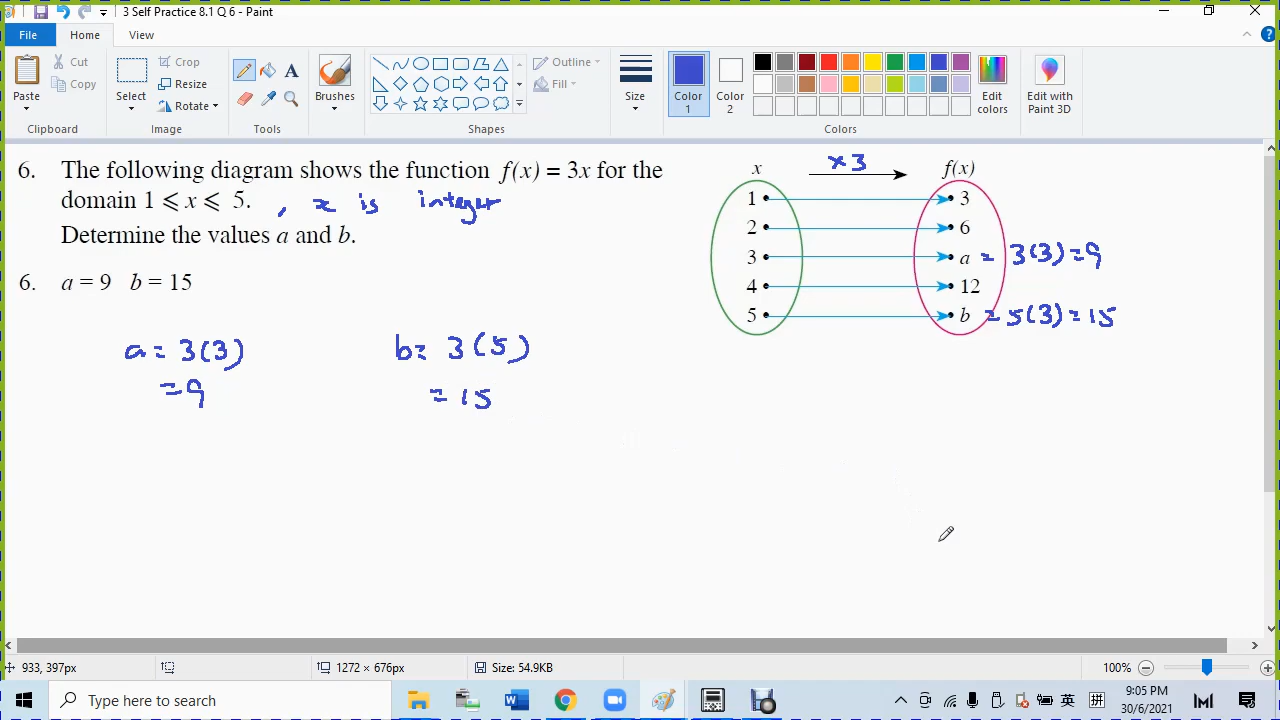 3 Self Practice 8.1 Q 6 - Paint
File Home View
Paste
Cut
Copy
Clipboard
Select
Crop
Resize
Rotate
Image
A
Tools
Brushes
Outline
Fill
Shapes
Size
Color 1
Color 2
Edit colors
Colors
Edit with Paint 3D
6. The following diagram shows the function f(x) = 3x for the
domain 1 ⩽ x ⩽ 5. , x is integer
Determine the values a and b.
6. a = 9 b = 15
a = 3(3)
= 9
b = 3(5)
= 15
x ×3 f(x)
1 3
2 6
3 a = 3(3) = 9
4 12
5 b = 5(3) = 15
933, 397px 1272 × 676px Size: 54.9KB 100%
Type here to search
英 拼
9:05 PM
30/6/2021